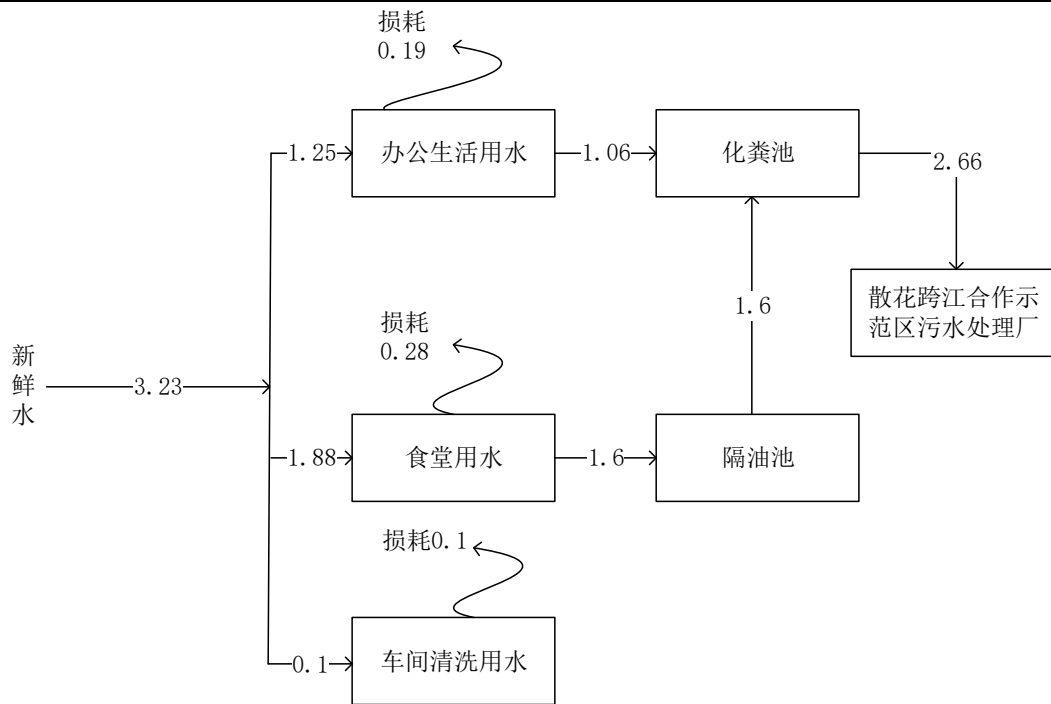 损耗
0.19
1.25
办公生活用水
1.06
化粪池
2.66
散花跨江合作示
范区污水处理厂
1.6
损耗
0.28
新
鲜
水
3.23
1.88
食堂用水
1.6
隔油池
损耗0.1
0.1
车间清洗用水